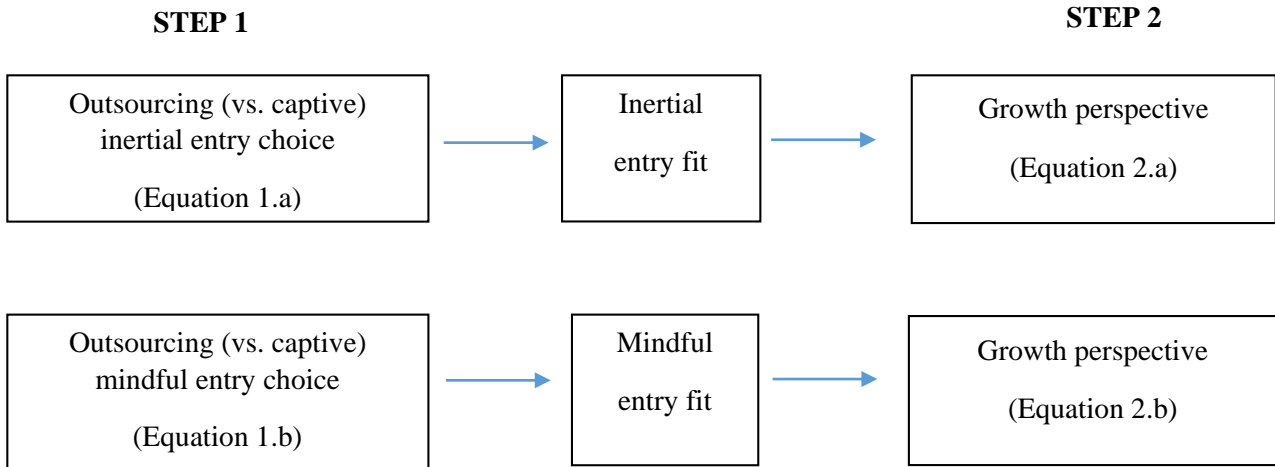 STEP 1
STEP 2
Outsourcing (vs. captive)
inertial entry choice
(Equation 1.a)
Inertial
entry fit
Growth perspective
(Equation 2.a)
Outsourcing (vs. captive)
mindful entry choice
(Equation 1.b)
Mindful
entry fit
Growth perspective
(Equation 2.b)